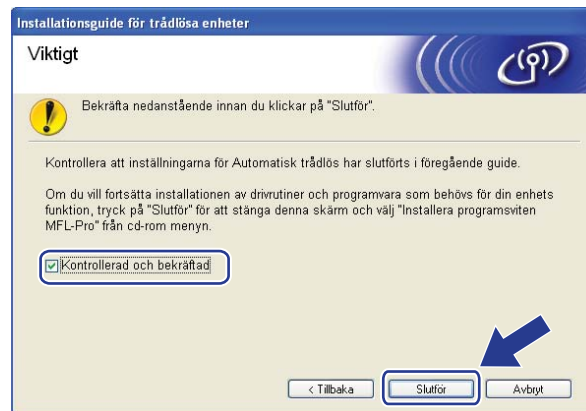 Installationsguide för trådlösa enheter
Viktigt
Bekräfta nedanstående innan du klickar på "Slutför".
Kontrollera att inställningarna för Automatisk trådlös har slutförts i föregående guide.
Om du vill fortsätta installationen av drivrutiner och programvara som behövs för din enhets
funktion, tryck på "Slutför" för att stänga denna skärm och välj "Installera programsviten
MFL-Pro" från cd-rom menyn.
Kontrollerad och bekräftad
< Tillbaka
Slutför
Avbryt